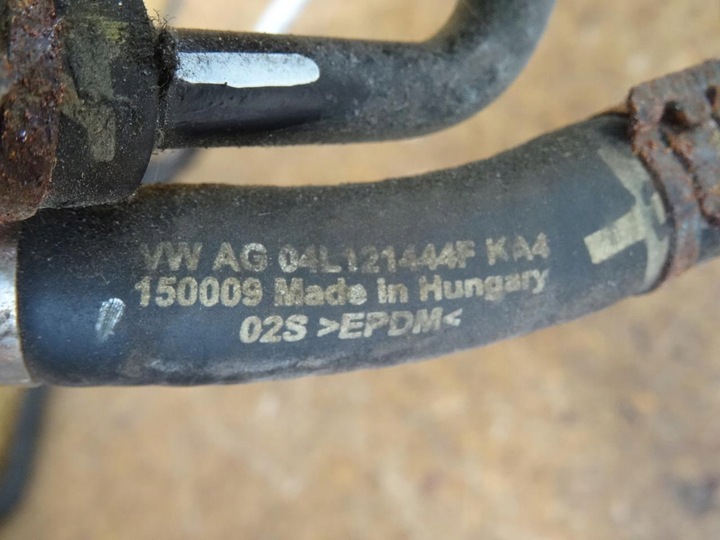 VW AG 04L121444F KA4
150009 Made in Hungary
02S >EPDM<